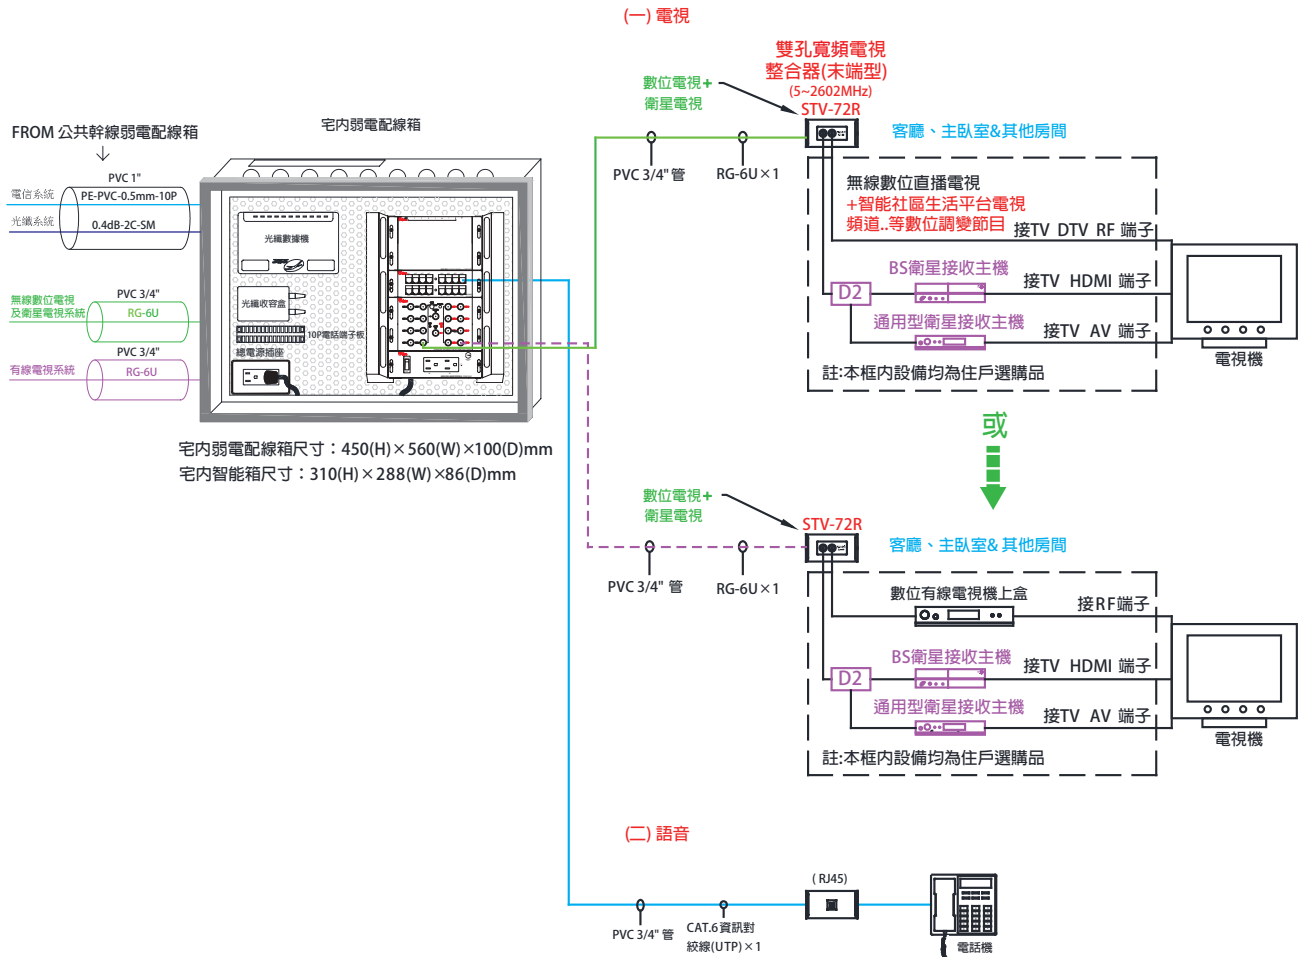 (一) 電視
雙孔寬頻電視
整合器(末端型)
(5~2602MHz)
STV-72R
數位電視+
衛星電視
客廳、主臥室&其他房間
PVC 3/4" 管
RG-6U×1
FROM 公共幹線弱電配線箱
宅内弱電配線箱
PVC 1"
電信系統
PE-PVC-0.5mm-10P
光纖系統
0.4dB-2C-SM
無線數位電視
及衛星電視系統
PVC 3/4"
RG-6U
有線電視系統
PVC 3/4"
RG-6U
光纖數據機
光纖收容盒
10P電話端子板
總電源插座
宅内弱電配線箱尺寸：450(H)×560(W)×100(D)mm
宅内智能箱尺寸：310(H)×288(W)×86(D)mm
無線數位直播電視
+智能社區生活平台電視
頻道..等數位調變節目
接TV DTV RF 端子
BS衛星接收主機
D2
接TV HDMI 端子
通用型衛星接收主機
接TV AV 端子
註:本框内設備均為住戶選購品
電視機
或
數位電視+
衛星電視
STV-72R
客廳、主臥室& 其他房間
PVC 3/4" 管
RG-6U×1
數位有線電視機上盒
接RF端子
BS衛星接收主機
D2
接TV HDMI 端子
通用型衛星接收主機
接TV AV 端子
註:本框内設備均為住戶選購品
電視機
(二) 語音
( RJ45)
PVC 3/4" 管
CAT.6資訊對
絞線(UTP)×1
電話機